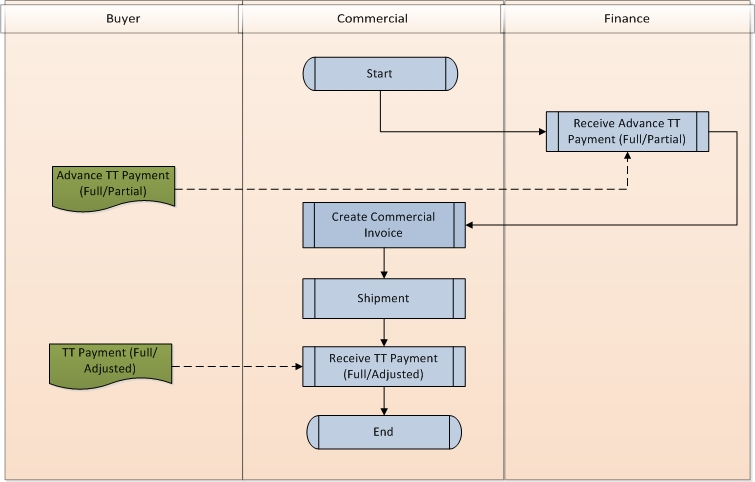 Buyer
Commercial
Finance
Start
Receive Advance TT
Payment (Full/Partial)
Advance TT Payment
(Full/Partial)
Create Commercial
Invoice
Shipment
TT Payment (Full/
Adjusted)
Receive TT Payment
(Full/Adjusted)
End